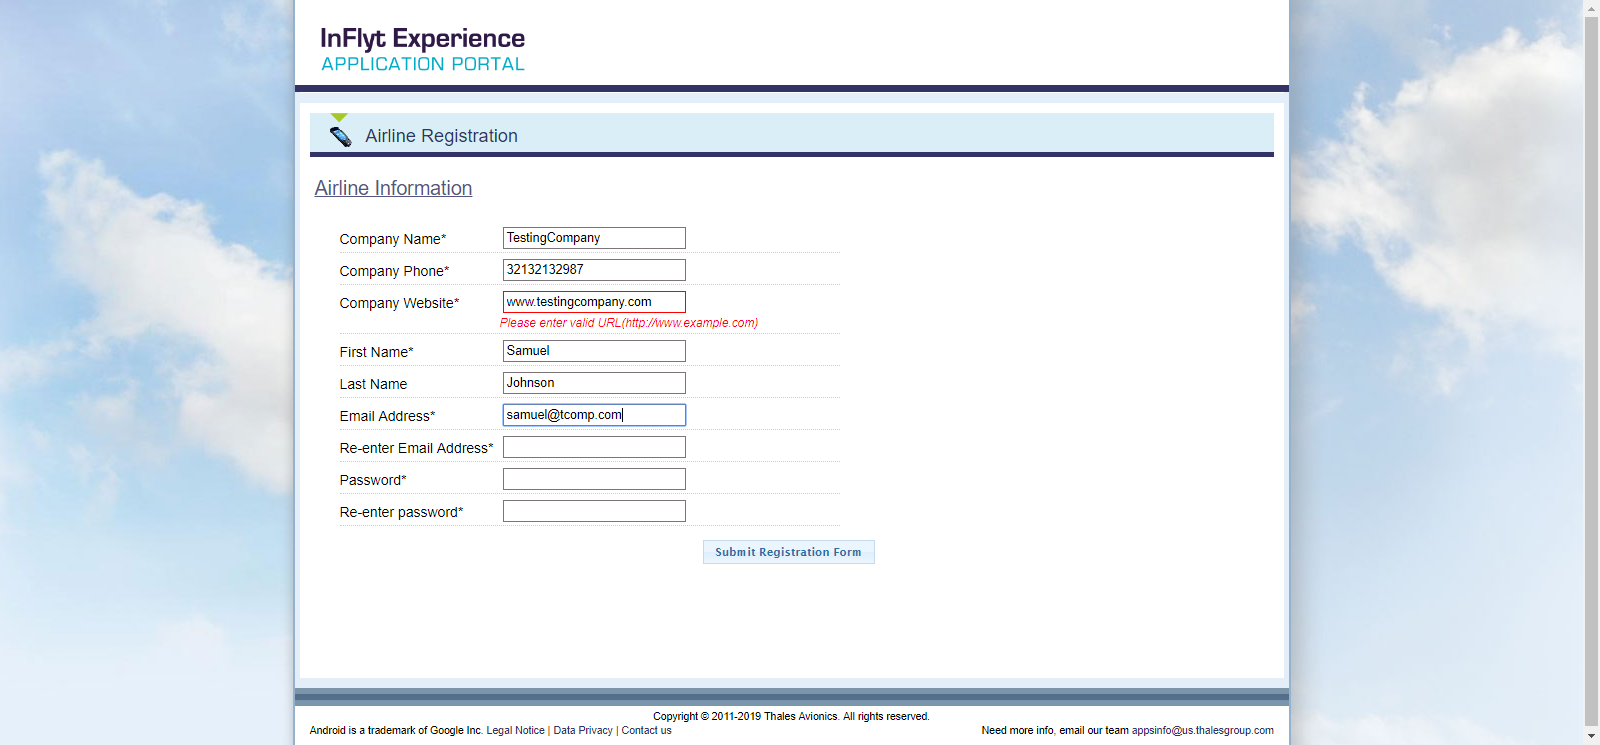 InFlyt Experience
APPLICATION PORTAL
Airline Registration
Airline Information
Company Name* TestingCompany
Company Phone* 32132132987
Company Website* www.testingcompany.com
Please enter valid URL(http://www.example.com)
First Name* Samuel
Last Name Johnson
Email Address* samuel@tcomp.com
Re-enter Email Address*
Password*
Re-enter password*
Submit Registration Form
Copyright © 2011-2019 Thales Avionics. All rights reserved.
Android is a trademark of Google Inc. Legal Notice | Data Privacy | Contact us Need more info, email our team appsinfo@us.thalesgroup.com